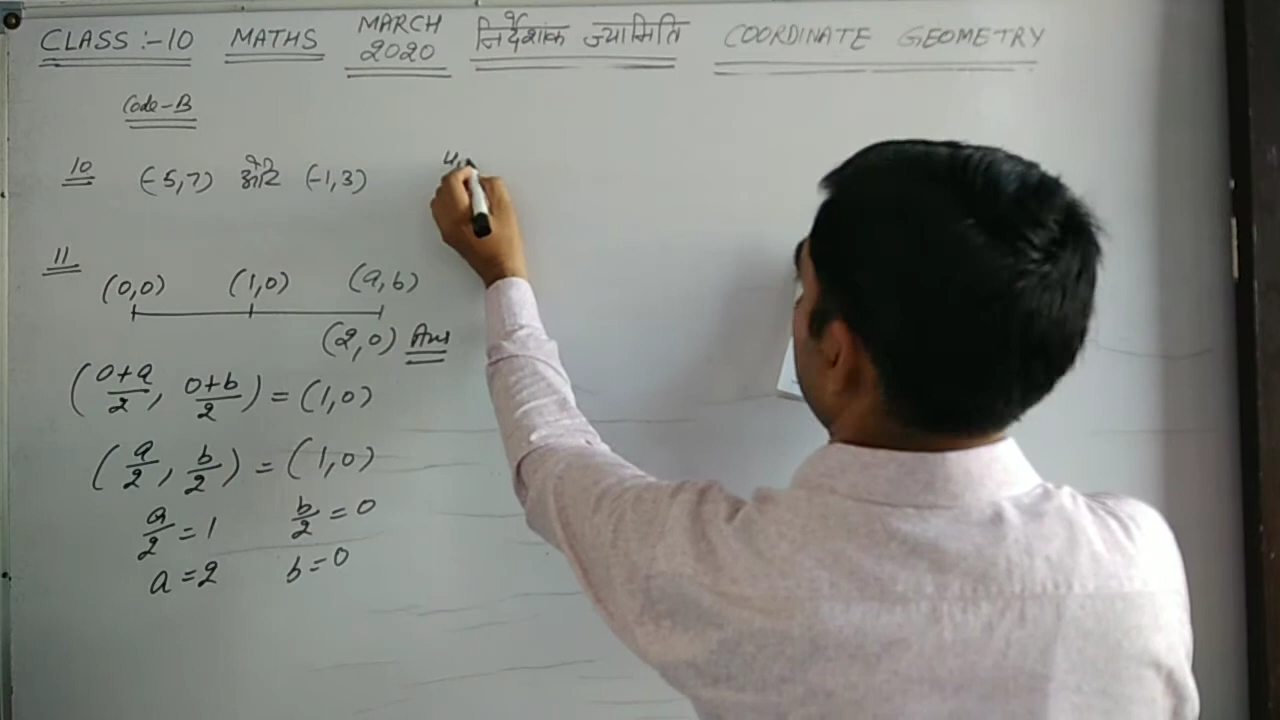 CLASS :- 10 MATHS MARCH 2020 निर्देशांक ज्यामिति COORDINATE GEOMETRY
Code-B
10 (-5,7) और (-1,3)
11
(0,0) (1,0) (a,b)
(2,0) Ans
(0+a/2, 0+b/2) = (1,0)
(a/2, b/2) = (1,0)
a/2 = 1 b/2 = 0
a = 2 b = 0